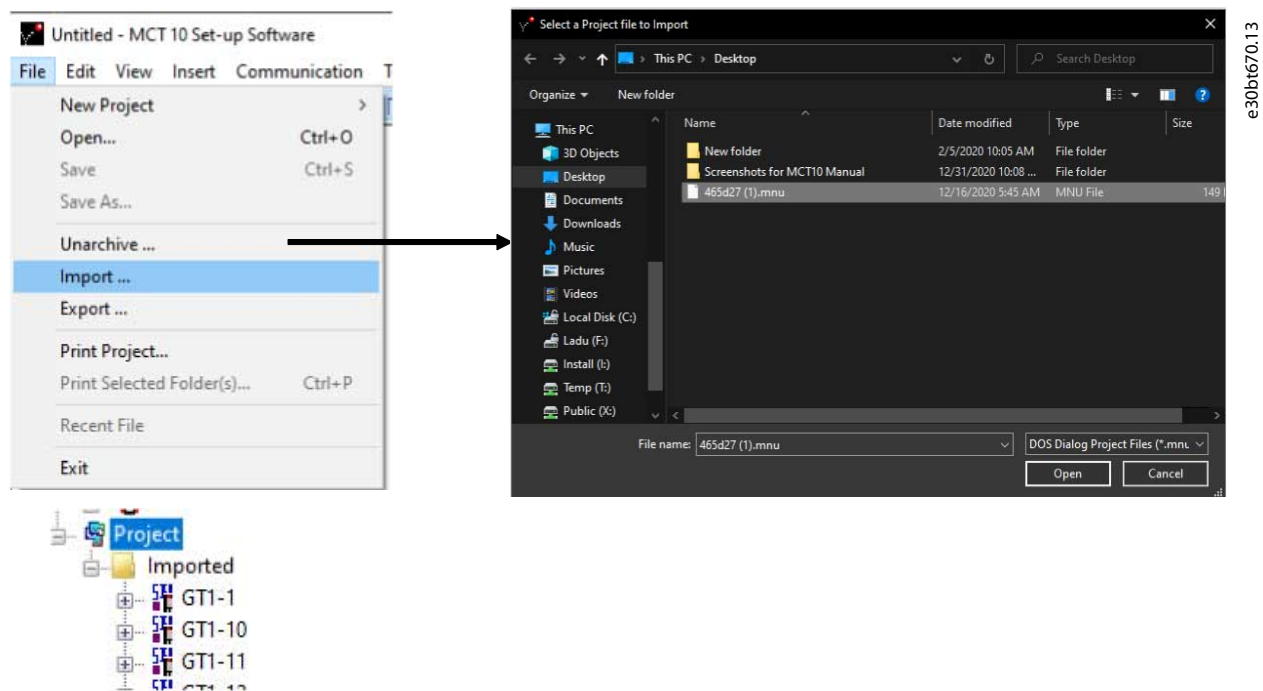 Untitled - MCT 10 Set-up Software
File Edit View Insert Communication T
New Project >
Open... Ctrl+O
Save Ctrl+S
Save As...
Unarchive ...
Import ...
Export ...
Print Project...
Print Selected Folder(s)... Ctrl+P
Recent File
Exit
Select a Project file to Import
This PC > Desktop
Search Desktop
Organize New folder
Name Date modified Type Size
New folder 2/5/2020 10:05 AM File folder
Screenshots for MCT10 Manual 12/31/2020 10:08 ... File folder
465d27 (1).mnu 12/16/2020 5:45 AM MNU File 149
This PC
3D Objects
Desktop
Documents
Downloads
Music
Pictures
Videos
Local Disk (C:)
Ladu (F:)
Install (I:)
Temp (T:)
Public (X:)
File name: 465d27 (1).mnu
DOS Dialog Project Files (*.mnu
Open Cancel
e30bt670.13
Project
Imported
GT1-1
GT1-10
GT1-11